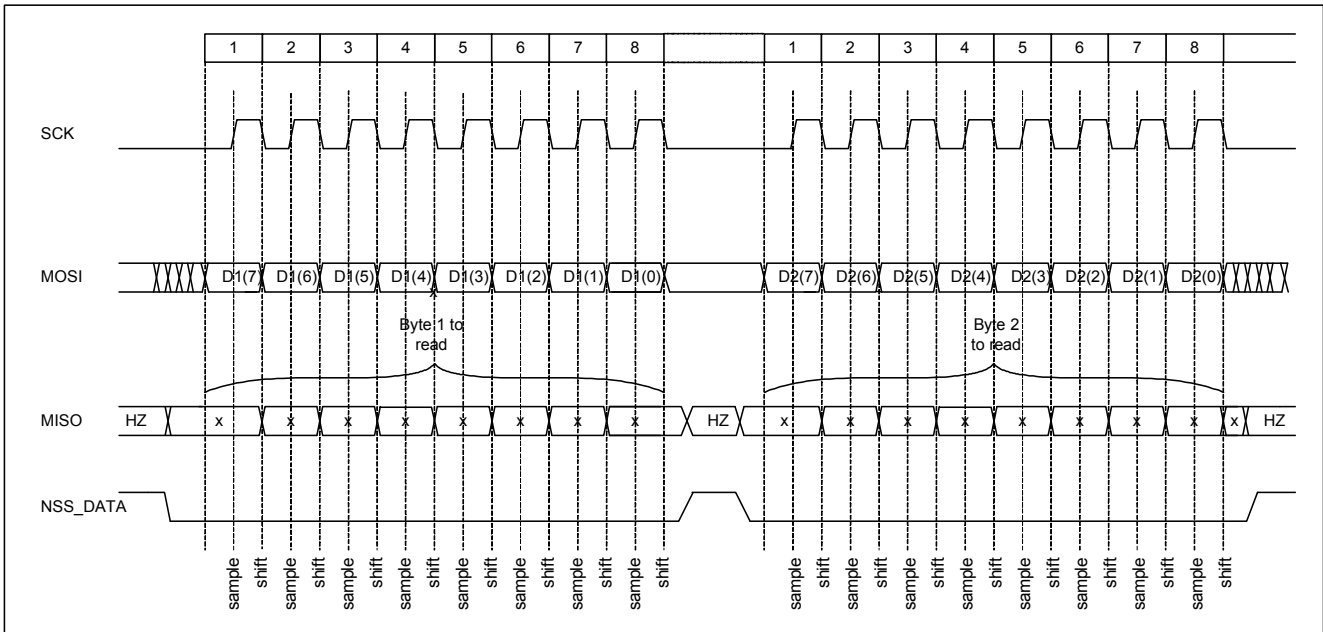 1 2 3 4 5 6 7 8 1 2 3 4 5 6 7 8
SCK
MOSI D1(7) D1(6) D1(5) D1(4) D1(3) D1(2) D1(1) D1(0) D2(7) D2(6) D2(5) D2(4) D2(3) D2(2) D2(1) D2(0)
x
Byte 1 to
read
Byte 2
to read
MISO HZ x x x x x x x x HZ x x x x x x x x x HZ
NSS_DATA
sample shift sample shift sample shift sample shift sample shift sample shift sample shift sample shift sample shift sample shift sample shift sample shift sample shift sample shift sample shift sample shift